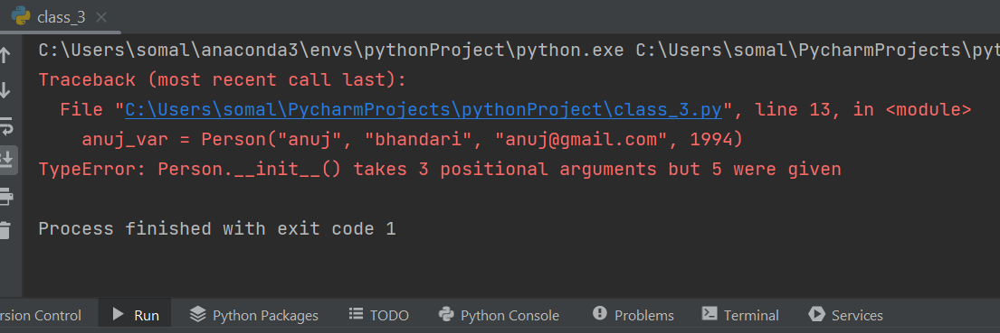 class_3
C:\Users\somal\anaconda3\envs\pythonProject\python.exe C:\Users\somal\PycharmProjects\pyt
Traceback (most recent call last):
  File "C:\Users\somal\PycharmProjects\pythonProject\class_3.py", line 13, in <module>
    anuj_var = Person("anuj", "bhandari", "anuj@gmail.com", 1994)
TypeError: Person.__init__() takes 3 positional arguments but 5 were given
Process finished with exit code 1
rsion Control Run Python Packages TODO Python Console Problems Terminal Services